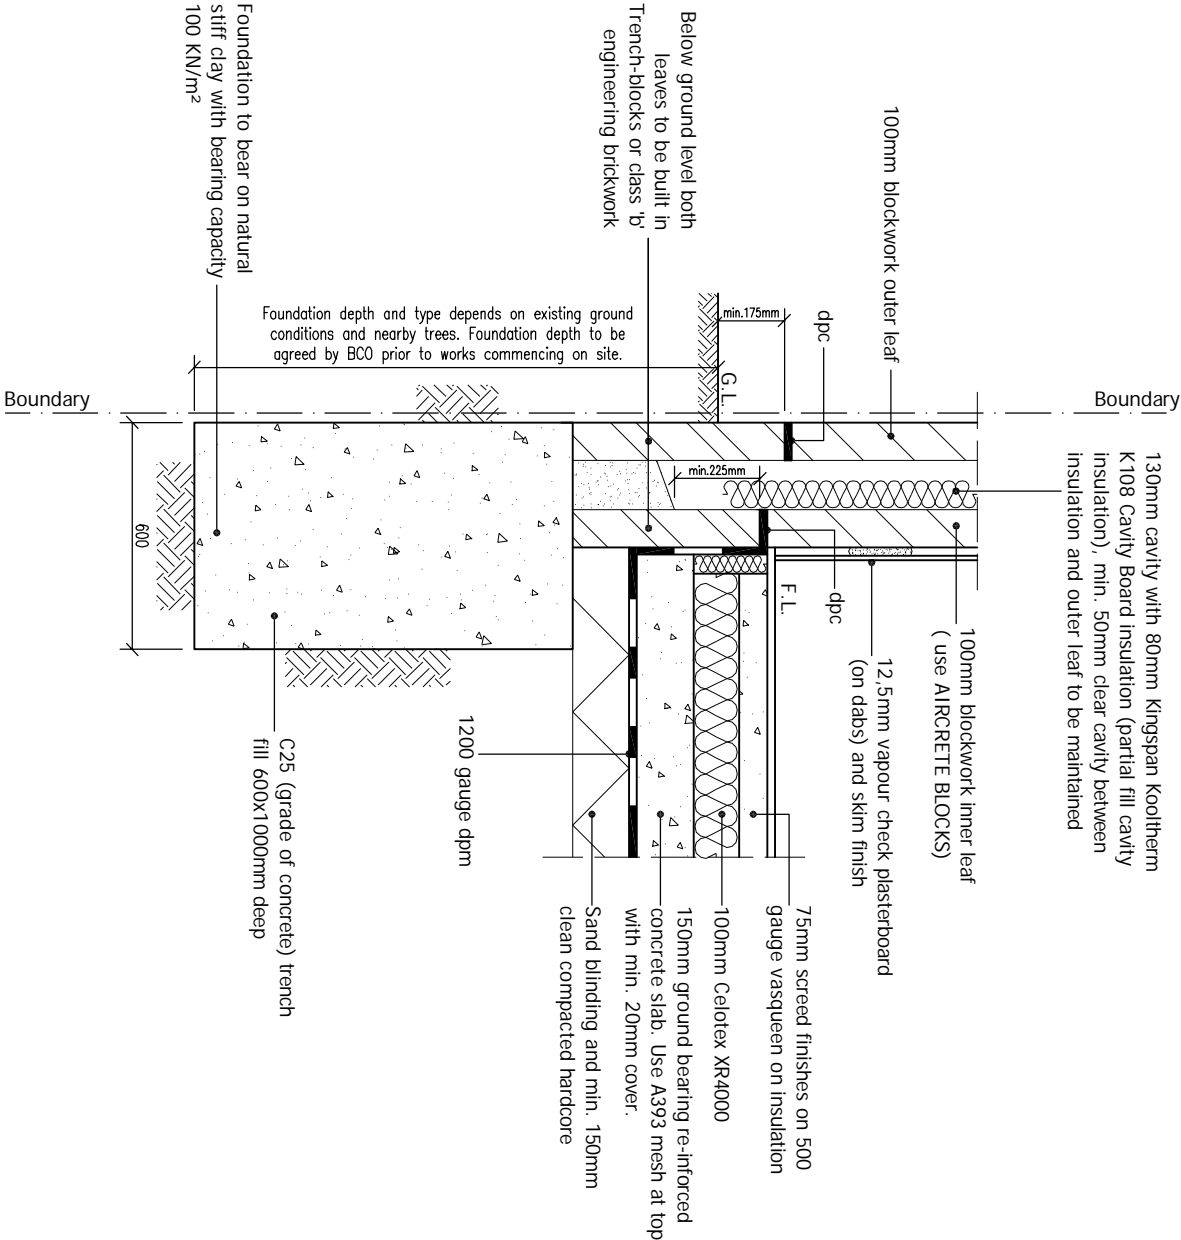 Boundary
130mm cavity with 80mm Kingspan Kooltherm
K108 Cavity Board insulation (partial fill cavity
insulation), min. 50mm clear cavity between
insulation and outer leaf to be maintained
100mm blockwork outer leaf
100mm blockwork inner leaf
( use AIRCRETE BLOCKS)
12,5mm vapour check plasterboard
(on dabs) and skim finish
dpc
dpc
min.175mm
F.L.
G.L.
min.225mm
75mm screed finishes on 500
gauge vasqueen on insulation
100mm Celotex XR4000
150mm ground bearing re-inforced
concrete slab. Use A393 mesh at top
with min. 20mm cover.
Sand blinding and min. 150mm
clean compacted hardcore
Below ground level both
leaves to be built in
Trench-blocks or class 'b'
engineering brickwork
Foundation depth and type depends on existing ground
conditions and nearby trees. Foundation depth to be
agreed by BCO prior to works commencing on site.
1200 gauge dpm
C25 (grade of concrete) trench
fill 600x1000mm deep
Foundation to bear on natural
stiff clay with bearing capacity
100 KN/m²
600
Boundary